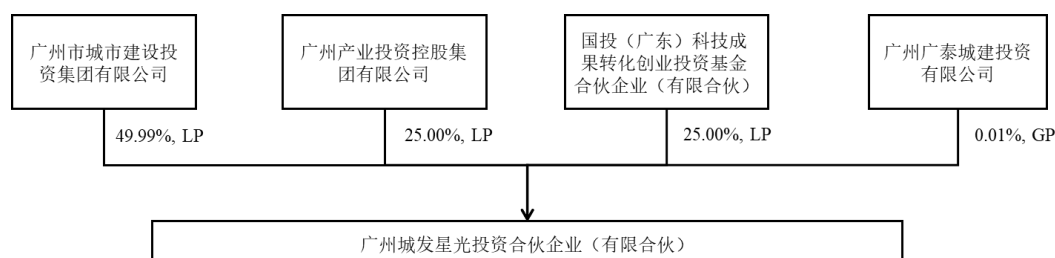 广州市城市建设投
资集团有限公司
广州产业投资控股集
团有限公司
国投（广东）科技成
果转化创业投资基金
合伙企业（有限合伙）
广州广泰城建投资
有限公司
49.99%, LP
25.00%, LP
25.00%, LP
0.01%, GP
广州城发星光投资合伙企业（有限合伙）